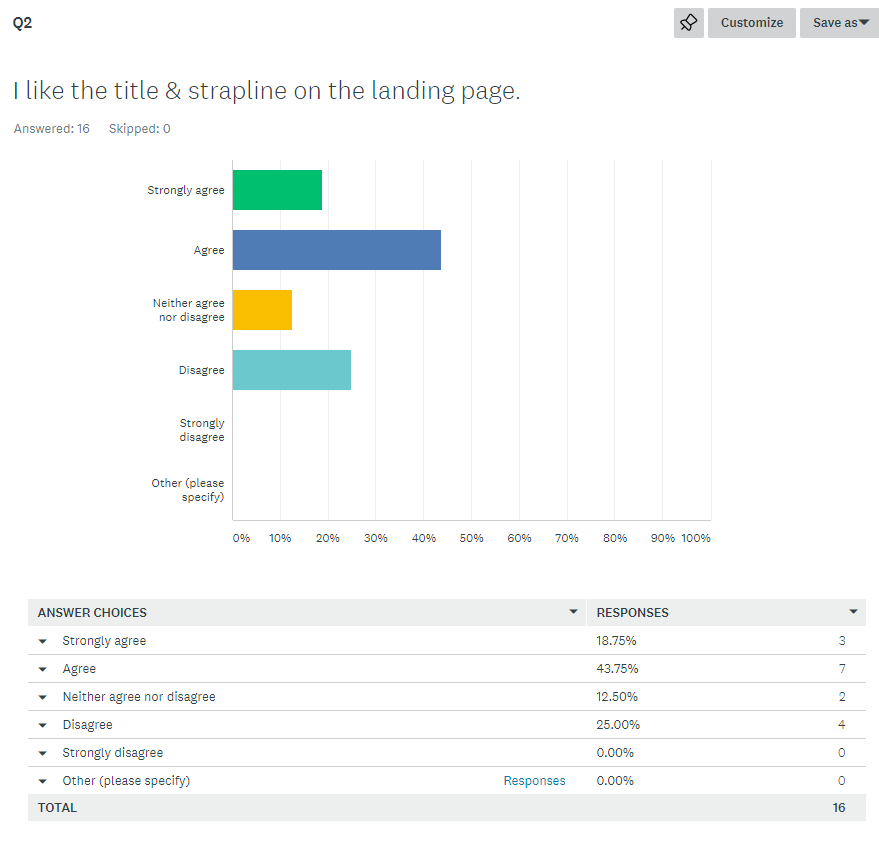 Q2
Customize
Save as
I like the title & strapline on the landing page.
Answered: 16 Skipped: 0
Strongly agree
Agree
Neither agree
nor disagree
Disagree
Strongly
disagree
Other (please
specify)
0% 10% 20% 30% 40% 50% 60% 70% 80% 90% 100%
ANSWER CHOICES RESPONSES
Strongly agree 18.75% 3
Agree 43.75% 7
Neither agree nor disagree 12.50% 2
Disagree 25.00% 4
Strongly disagree 0.00% 0
Other (please specify) Responses 0.00% 0
TOTAL 16